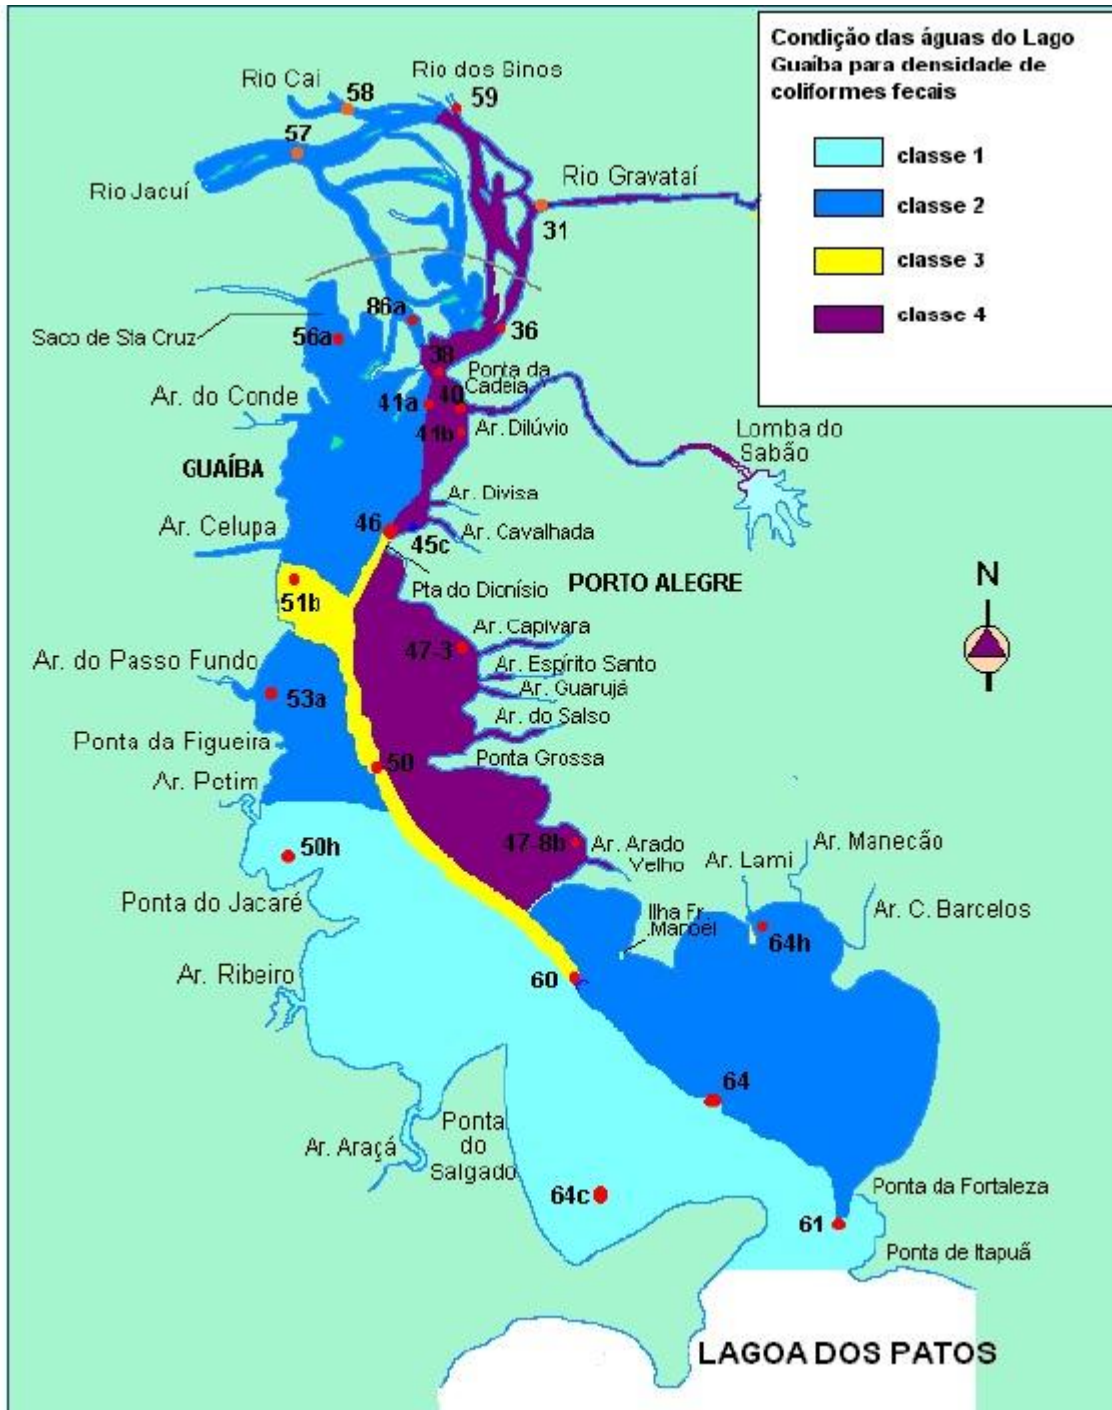 Condição das águas do Lago
Guaíba para densidade de
coliformes fecais
classe 1
classe 2
classe 3
classe 4
Rio Caí
58
Rio dos Sinos
59
57
Rio Jacuí
Rio Gravataí
31
86a
36
Saco de Sta Cruz
56a
38
Ponta da
Cadeia
Ar. do Conde
41a
40
41b
Ar. Dilúvio
Lomba do
Sabão
GUAÍBA
Ar. Divisa
Ar. Celupa
46
45c
Ar. Cavalhada
N
51b
Pta do Dionísio
PORTO ALEGRE
Ar. Capivara
47-3
Ar. do Passo Fundo
Ar. Espírito Santo
53a
Ar. Guarujá
Ar. do Salso
Ponta da Figueira
50
Ponta Grossa
Ar. Petim
50h
47-8b
Ar. Arado
Velho
Ar. Manecão
Ar. Lami
Ponta do Jacaré
Ilha Fr.
Manoel
Ar. C. Barcelos
64h
Ar. Ribeiro
60
64
Ponta
do
Salgado
Ar. Araçá
64c
Ponta da Fortaleza
61
Ponta de Itapuã
LAGOA DOS PATOS